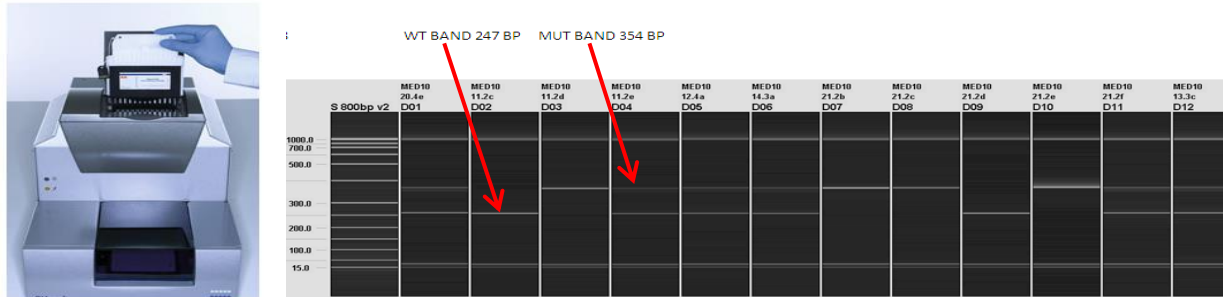 WT BAND 247 BP MUT BAND 354 BP
MED10 MED10 MED10 MED10 MED10 MED10 MED10 MED10 MED10 MED10 MED10 MED10
20.4e 11.2c 11.2d 11.2e 12.4a 14.3a 21.2b 21.2c 21.2d 21.2e 21.2f 13.3c
S 800bp v2 D01 D02 D03 D04 D05 D06 D07 D08 D09 D10 D11 D12
1000.0
700.0
500.0
300.0
200.0
100.0
15.0